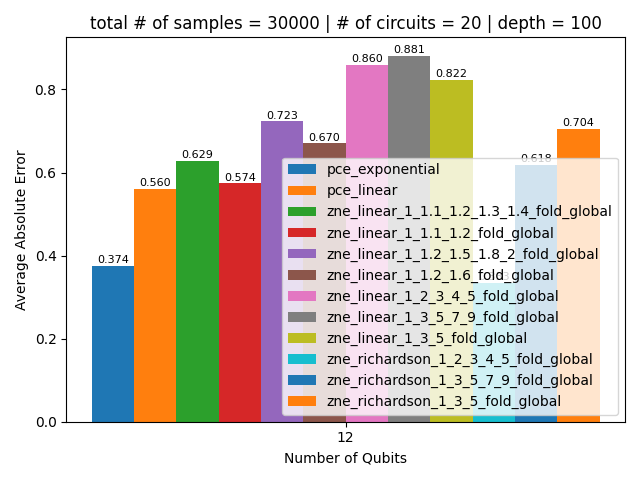 total # of samples = 30000 | # of circuits = 20 | depth = 100
0.881
0.860
0.822
0.8
0.723
0.704
0.670
0.629
0.618
0.6
0.574
0.560
0.4
0.374
0.2
0.0
Average Absolute Error
pce_exponential
pce_linear
zne_linear_1_1.1_1.2_1.3_1.4_fold_global
zne_linear_1_1.1_1.2_fold_global
zne_linear_1_1.2_1.5_1.8_2_fold_global
zne_linear_1_1.2_1.6_fold_global
zne_linear_1_2_3_4_5_fold_global
zne_linear_1_3_5_7_9_fold_global
zne_linear_1_3_5_fold_global
zne_richardson_1_2_3_4_5_fold_global
zne_richardson_1_3_5_7_9_fold_global
zne_richardson_1_3_5_fold_global
12
Number of Qubits